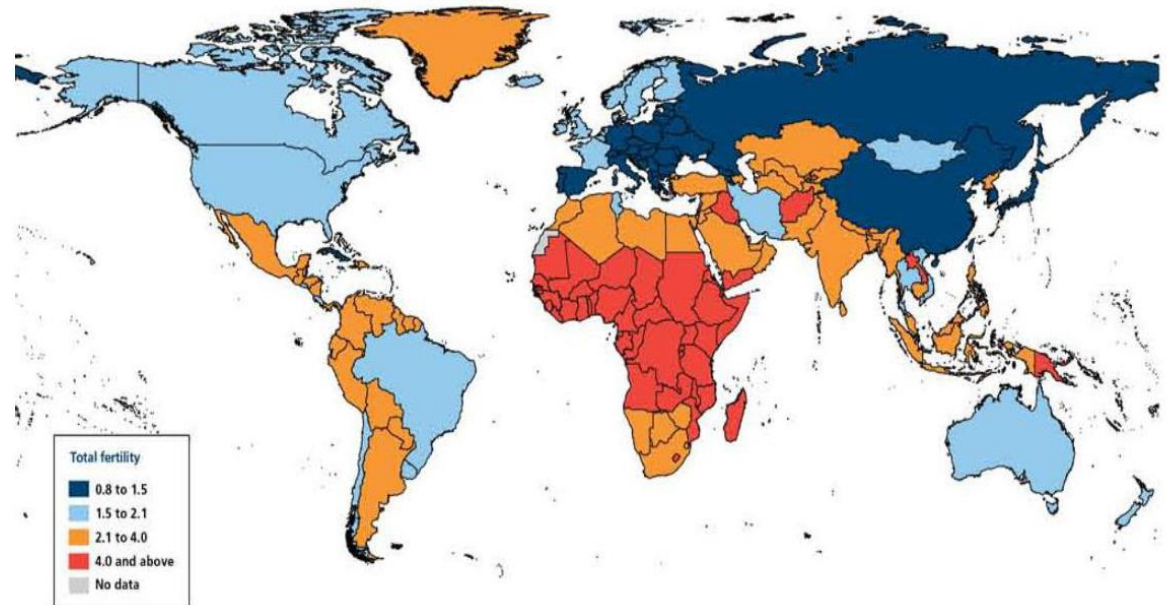 Total fertility
0.8 to 1.5
1.5 to 2.1
2.1 to 4.0
4.0 and above
No data